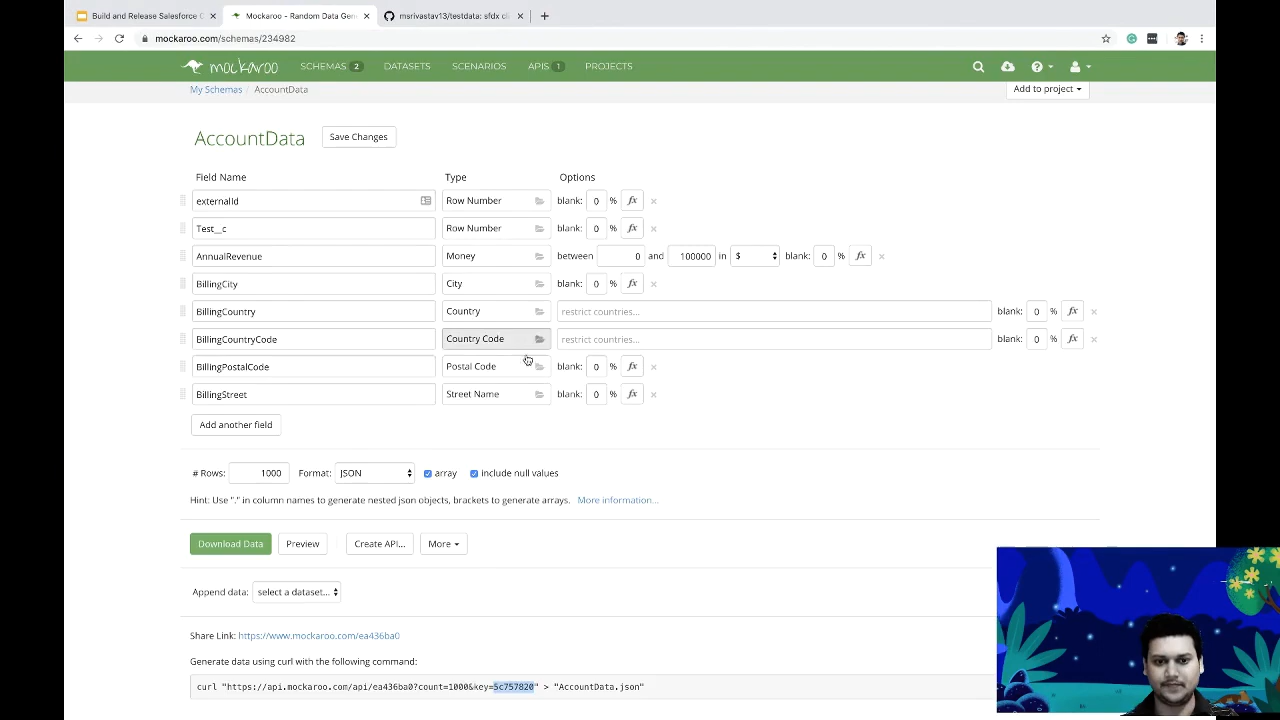 Build and Release Salesforce C
Mockaroo - Random Data Gene
msrivastav13/testdata: sfdx cli
mockaroo.com/schemas/234982
mockaroo SCHEMAS 2 DATASETS SCENARIOS APIS 1 PROJECTS
My Schemas AccountData Add to project
AccountData Save Changes
Field Name Type Options
externalId Row Number blank: 0 % fx ×
Test__c Row Number blank: 0 % fx ×
AnnualRevenue Money between 0 and 100000 in $ blank: 0 % fx ×
BillingCity City blank: 0 % fx ×
BillingCountry Country restrict countries... blank: 0 % fx ×
BillingCountryCode Country Code restrict countries... blank: 0 % fx ×
BillingPostalCode Postal Code blank: 0 % fx ×
BillingStreet Street Name blank: 0 % fx ×
Add another field
# Rows: 1000 Format: JSON array include null values
Hint: Use "." in column names to generate nested json objects, brackets to generate arrays. More information...
Download Data Preview Create API... More
Append data: select a dataset...
Share Link: https://www.mockaroo.com/ea436ba0
Generate data using curl with the following command:
curl "https://api.mockaroo.com/api/ea436ba0?count=1000&key=5c757820" > "AccountData.json"